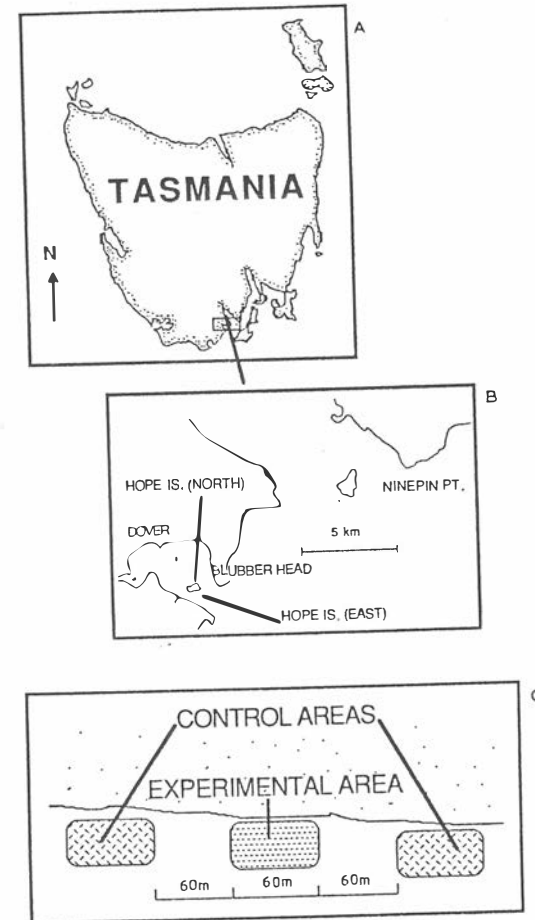 A
TASMANIA
N
B
HOPE IS. (NORTH)
NINEPIN PT.
DOVER
5 km
BLUBBER HEAD
HOPE IS. (EAST)
C
CONTROL AREAS
EXPERIMENTAL AREA
60m 60m 60m